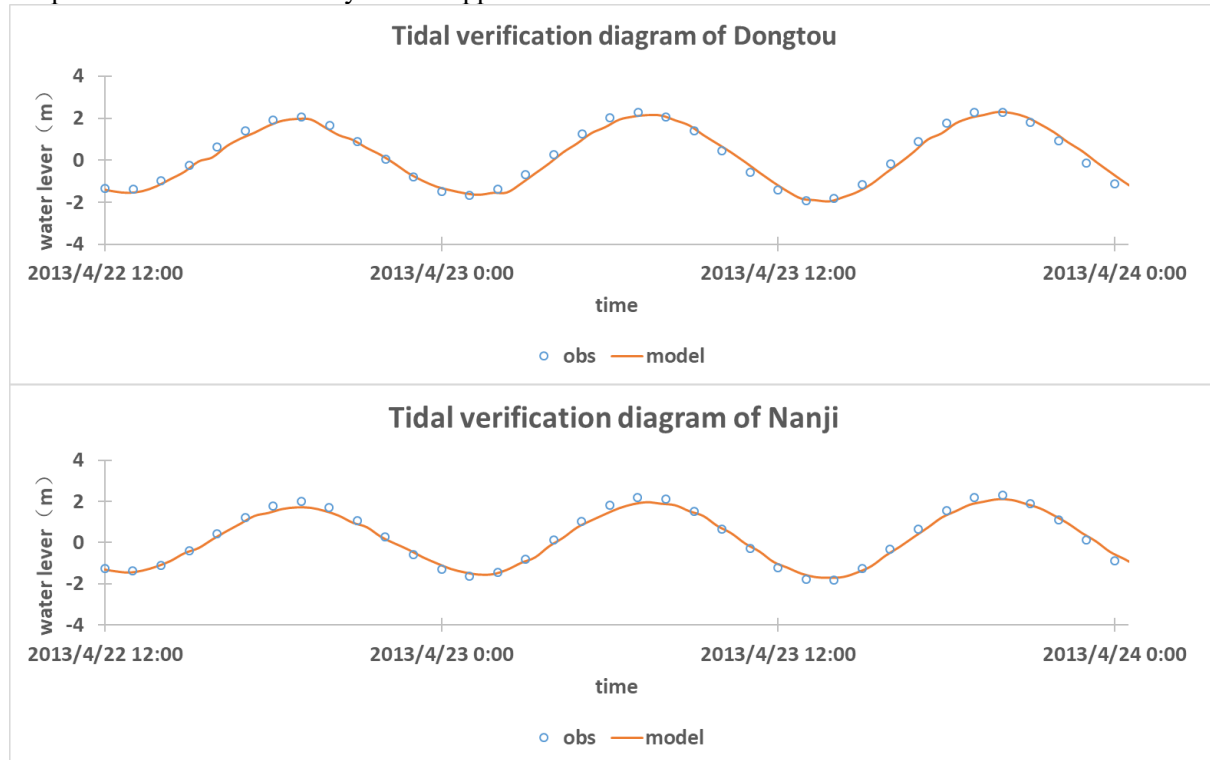 Tidal verification diagram of Dongtou
water lever（m）
4
2
0
-2
-4
2013/4/22 12:00 2013/4/23 0:00 2013/4/23 12:00 2013/4/24 0:00
time
obs model
Tidal verification diagram of Nanji
water lever（m）
4
2
0
-2
-4
2013/4/22 12:00 2013/4/23 0:00 2013/4/23 12:00 2013/4/24 0:00
time
obs model